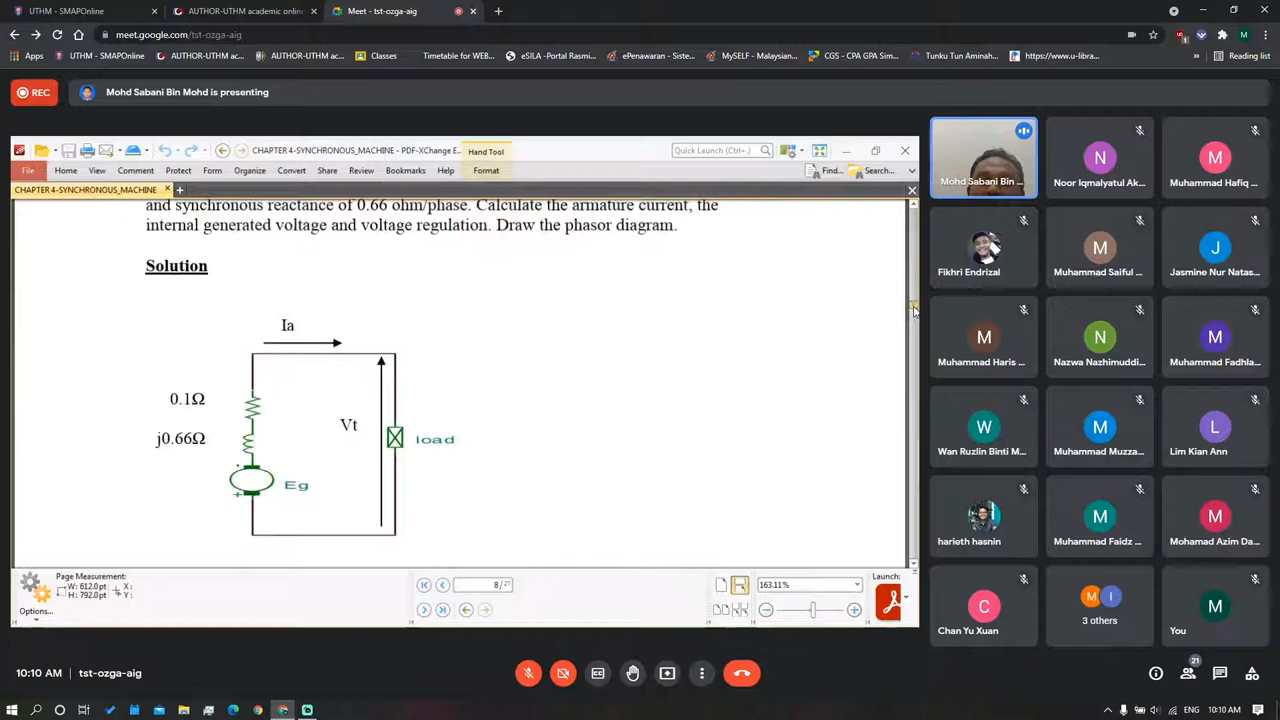 UTHM - SMAPOnline
AUTHOR-UTHM academic onlin
Meet - tst-ozga-aig
meet.google.com/tst-ozga-aig
Apps
UTHM - SMAPOnline
AUTHOR-UTHM ac...
AUTHOR-UTHM ac...
Classes
Timetable for WEB...
eSILA -Portal Rasmi...
ePenawaran - Siste...
MySELF - Malaysian...
CGS - CPA GPA Sim...
Tunku Tun Aminah...
https://www.u-libra...
»
Reading list
REC
Mohd Sabani Bin Mohd is presenting
CHAPTER 4-SYNCHRONOUS_MACHINE - PDF-XChange E...
Hand Tool
Quick Launch (Ctrl+.)
File
Home
View
Comment
Protect
Form
Organize
Convert
Share
Review
Bookmarks
Help
Format
Find...
Search...
CHAPTER 4-SYNCHRONOUS_MACHINE
and synchronous reactance of 0.66 ohm/phase. Calculate the armature current, the
internal generated voltage and voltage regulation. Draw the phasor diagram.
Solution
Ia
0.1Ω
Vt
j0.66Ω
load
Eg
+
Options...
Page Measurement:
W: 612.0pt
H: 792.0pt
X:
Y:
8 / 27
163.11%
Launch:
Mohd Sabani Bin ...
N
Noor Iqmalyatul Ak...
M
Muhammad Hafiq ...
Fikhri Endrizal
M
Muhammad Saiful ...
J
Jasmine Nur Natas...
M
Muhammad Haris ...
N
Nazwa Nazhimuddi...
M
Muhammad Fadhla...
W
Wan Ruzlin Binti M...
M
Muhammad Muzza...
L
Lim Kian Ann
harieth hasnin
M
Muhammad Faidz ...
M
Mohamad Azim Da...
C
Chan Yu Xuan
M
I
3 others
M
You
10:10 AM
tst-ozga-aig
21
ENG
10:10 AM